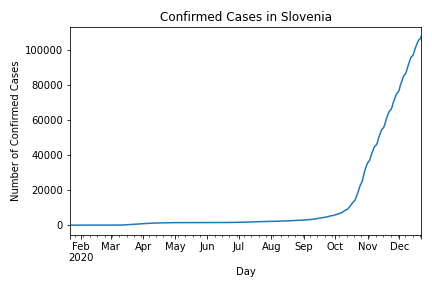 Confirmed Cases in Slovenia
Number of Confirmed Cases
100000
80000
60000
40000
20000
0
Feb Mar Apr May Jun Jul Aug Sep Oct Nov Dec
2020
Day